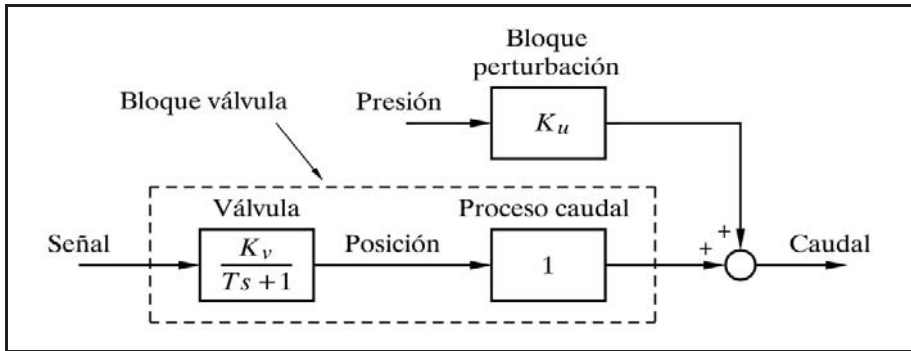 Bloque
perturbación
Bloque válvula
Presión
K_u
Válvula
Proceso caudal
Señal
K_v
Ts + 1
Posición
1
+
+
Caudal